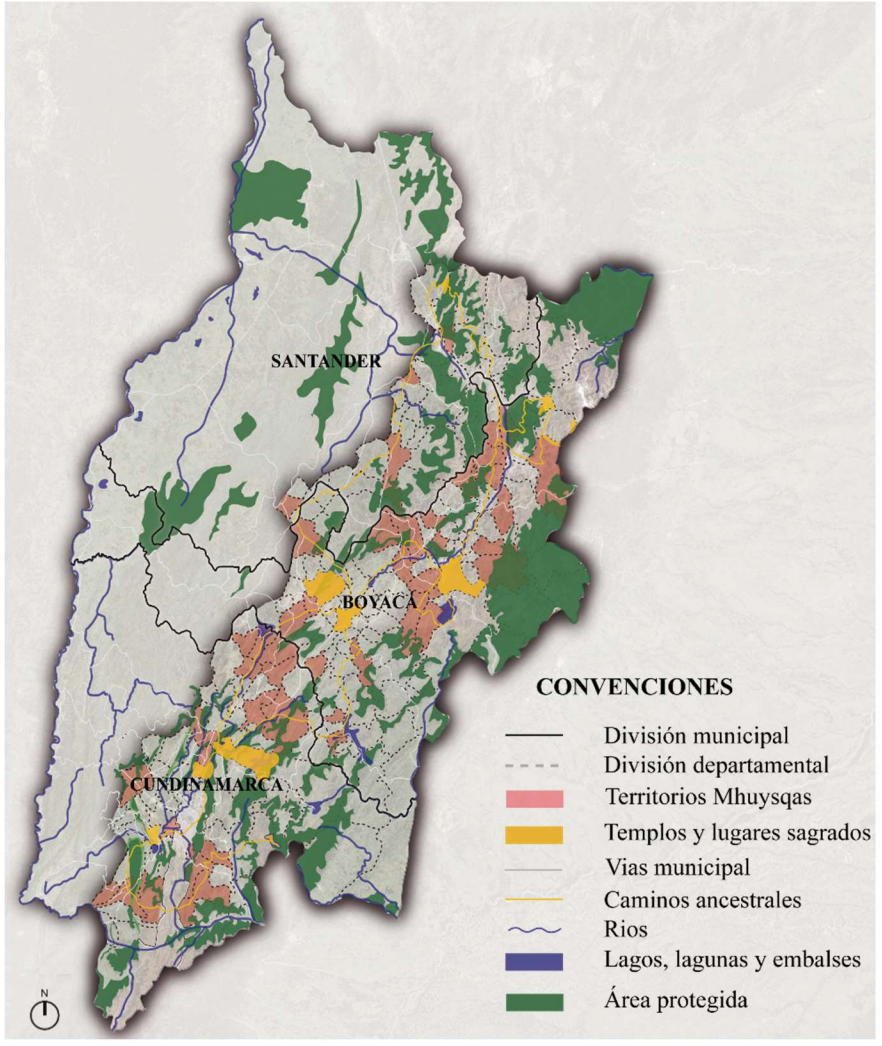 SANTANDER
BOYACÁ
CUNDINAMARCA
CONVENCIONES
División municipal
División departamental
Territorios Mhuysqas
Templos y lugares sagrados
Vias municipal
Caminos ancestrales
Rios
Lagos, lagunas y embalses
Área protegida
N